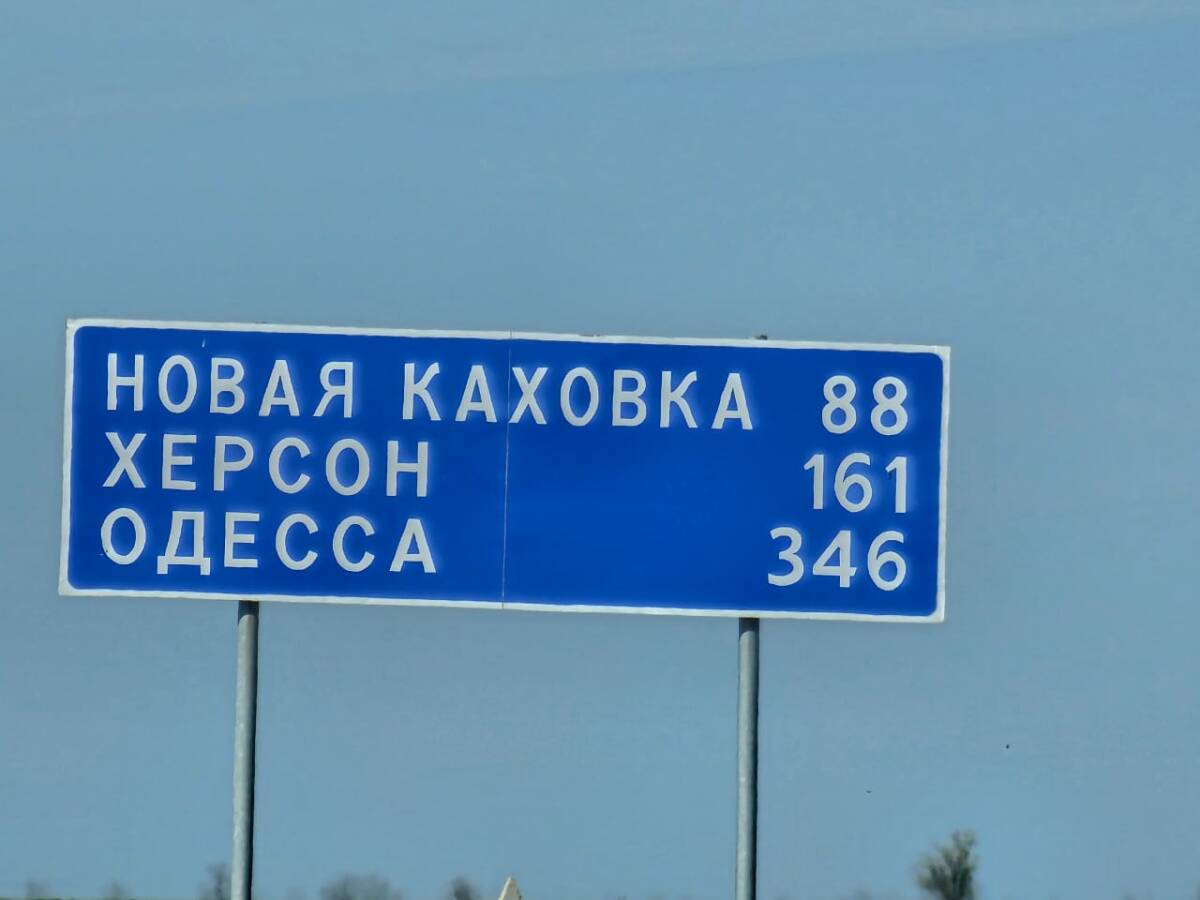 НОВАЯ КАХОВКА 88
ХЕРСОН 161
ОДЕССА 346